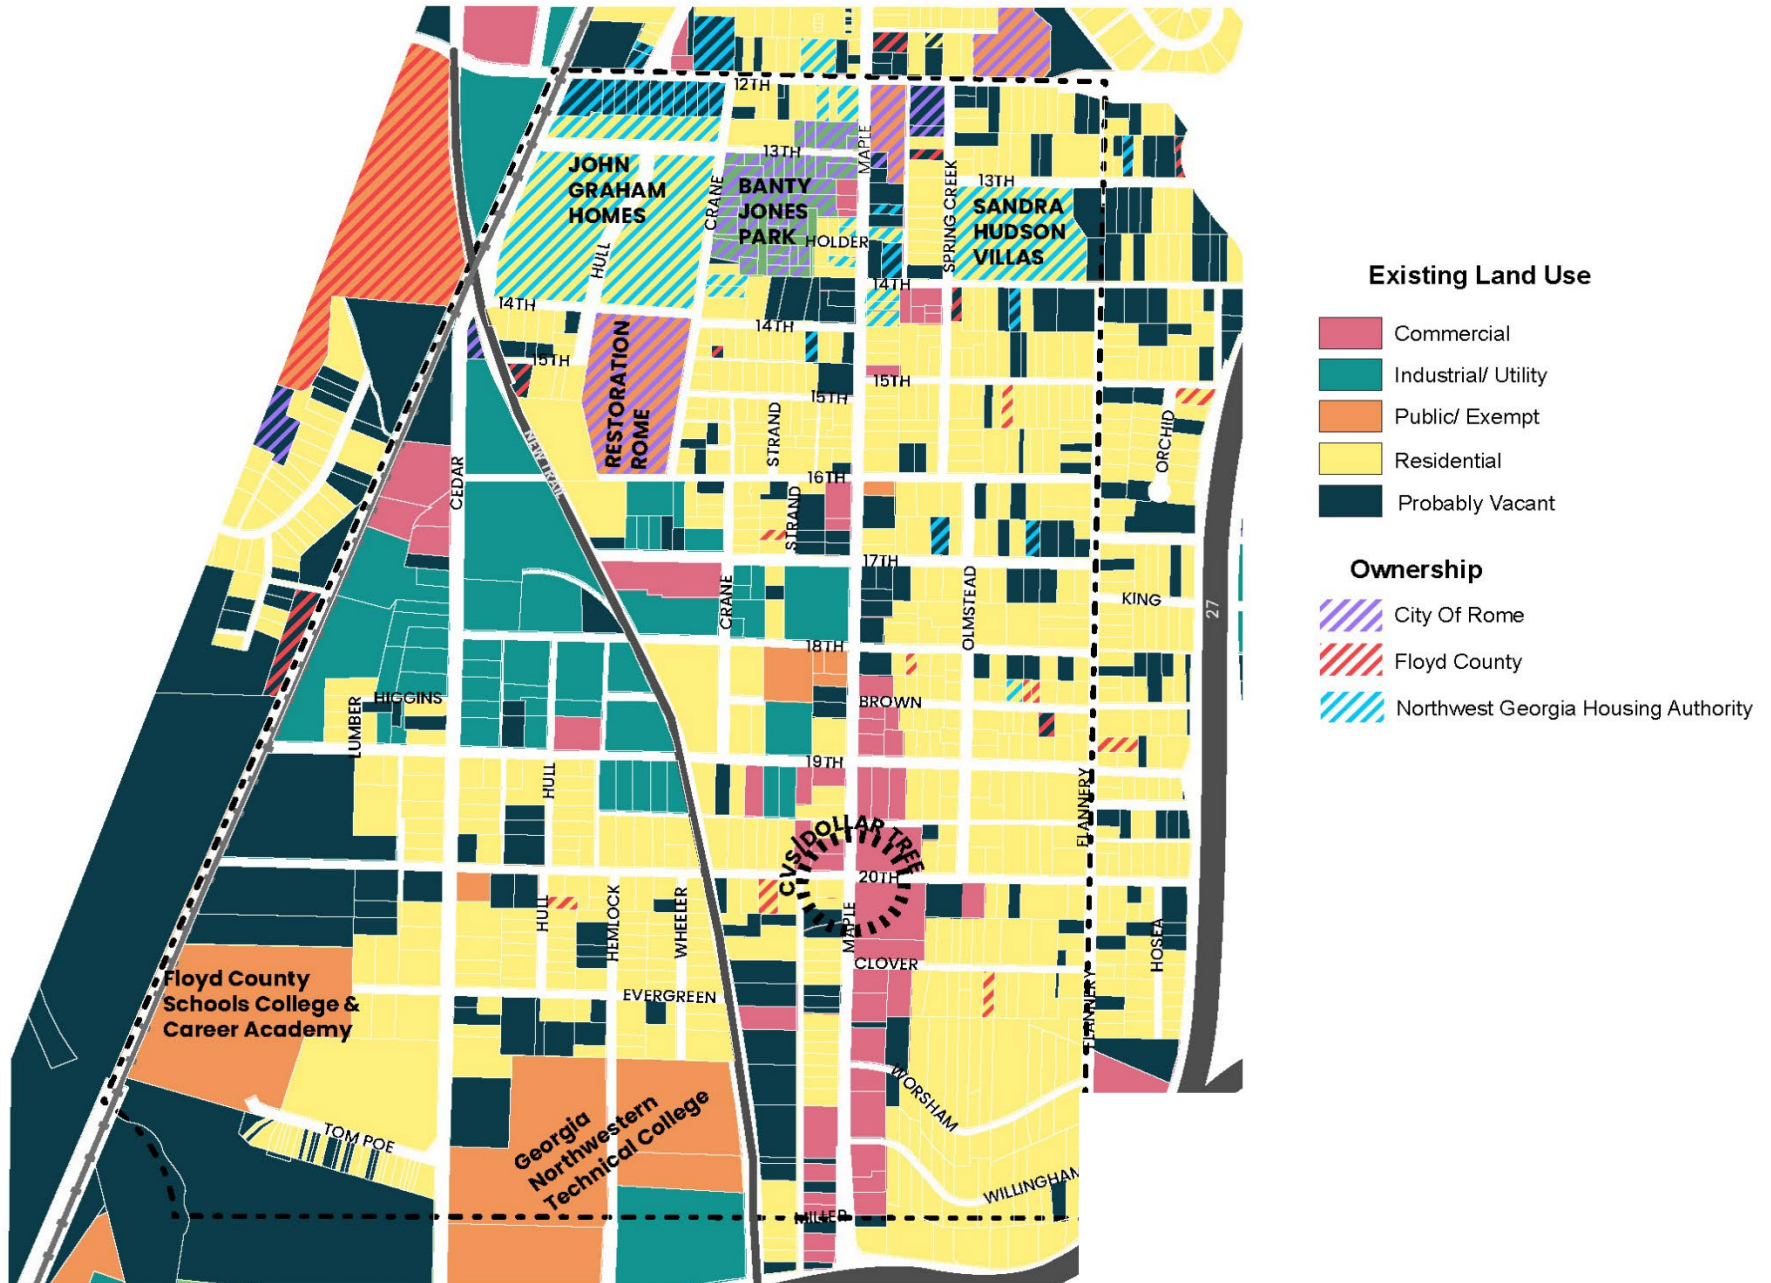 12TH
MAPLE
13TH
JOHN
GRAHAM
HOMES
CRANE
BANTY
JONES
PARK
HOLDER
SPRING CREEK
13TH
SANDRA
HUDSON
VILLAS
HULL
14TH
14TH
14TH
15TH
15TH
15TH
RESTORATION
ROME
NEW TRAIL
STRAND
ORCHID
CEDAR
16TH
STRAND
17TH
CRANE
OLMSTEAD
KING
27
18TH
HIGGINS
LUMBER
BROWN
19TH
HULL
FLANNERY
CVS/DOLLAR TREE
20TH
MAPLE
HULL
HEMLOCK
WHEELER
HOSEA
CLOVER
EVERGREEN
FLANNERY
Floyd County
Schools College &
Career Academy
WORSHAM
Georgia
Northwestern
Technical College
TOM POE
WILLINGHAM
MILLER
Existing Land Use
Commercial
Industrial/ Utility
Public/ Exempt
Residential
Probably Vacant
Ownership
City Of Rome
Floyd County
Northwest Georgia Housing Authority